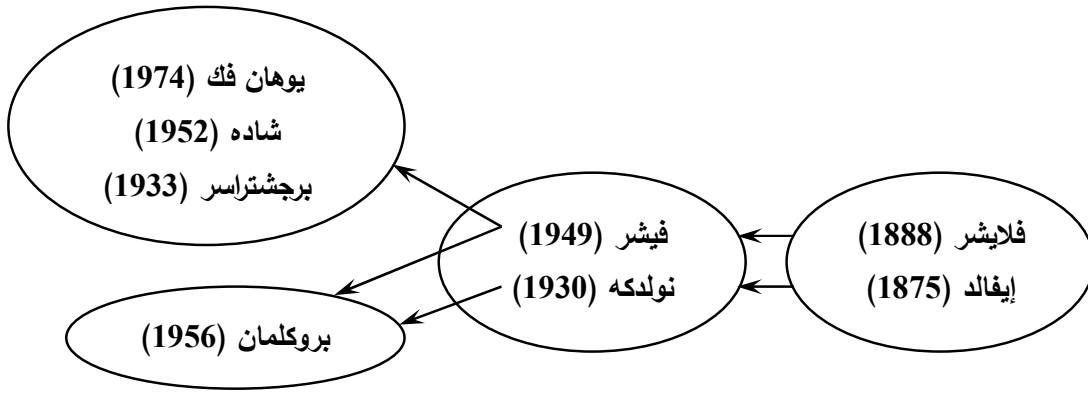 فلايشر (1888)
إيفالد (1875)
فيشر (1949)
نولدكه (1930)
يوهان فك (1974)
شاده (1952)
برجشتراسر (1933)
بروكلمان (1956)